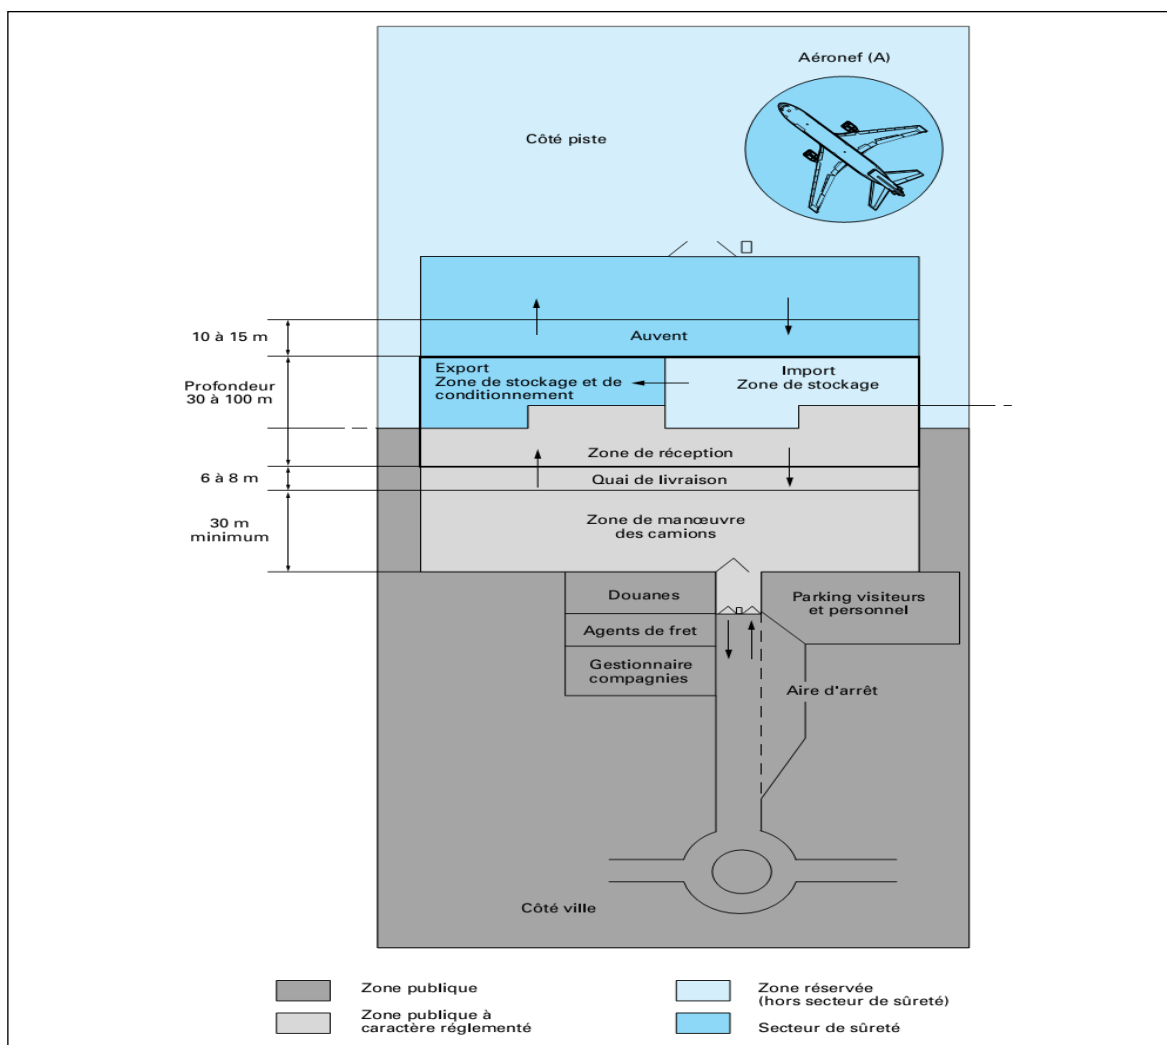 Aéronef (A)
Côté piste
10 à 15 m
Auvent
Profondeur
30 à 100 m
Export
Zone de stockage et de
conditionnement
Import
Zone de stockage
Zone de réception
6 à 8 m
Quai de livraison
30 m
minimum
Zone de manœuvre
des camions
Douanes
Parking visiteurs
et personnel
Agents de fret
Gestionnaire
compagnies
Aire d'arrêt
Côté ville
Zone publique
Zone publique à
caractère réglementé
Zone réservée
(hors secteur de sûreté)
Secteur de sûreté